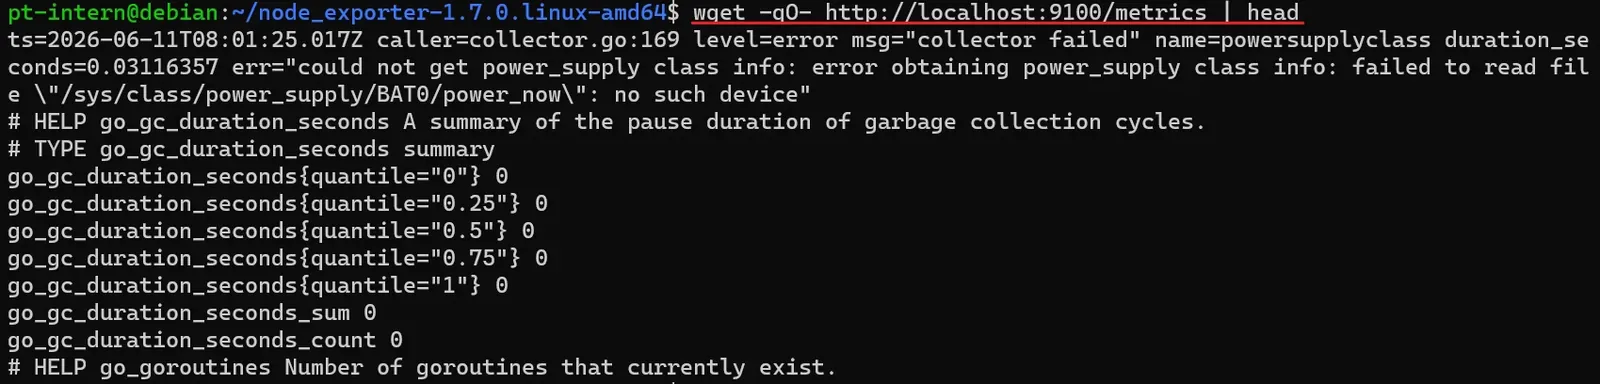 pt-intern@debian:~/node_exporter-1.7.0.linux-amd64$ wget -qO- http://localhost:9100/metrics | head
ts=2026-06-11T08:01:25.017Z caller=collector.go:169 level=error msg="collector failed" name=powersupplyclass duration_se
conds=0.03116357 err="could not get power_supply class info: error obtaining power_supply class info: failed to read fil
e \"/sys/class/power_supply/BAT0/power_now\": no such device"
# HELP go_gc_duration_seconds A summary of the pause duration of garbage collection cycles.
# TYPE go_gc_duration_seconds summary
go_gc_duration_seconds{quantile="0"} 0
go_gc_duration_seconds{quantile="0.25"} 0
go_gc_duration_seconds{quantile="0.5"} 0
go_gc_duration_seconds{quantile="0.75"} 0
go_gc_duration_seconds{quantile="1"} 0
go_gc_duration_seconds_sum 0
go_gc_duration_seconds_count 0
# HELP go_goroutines Number of goroutines that currently exist.